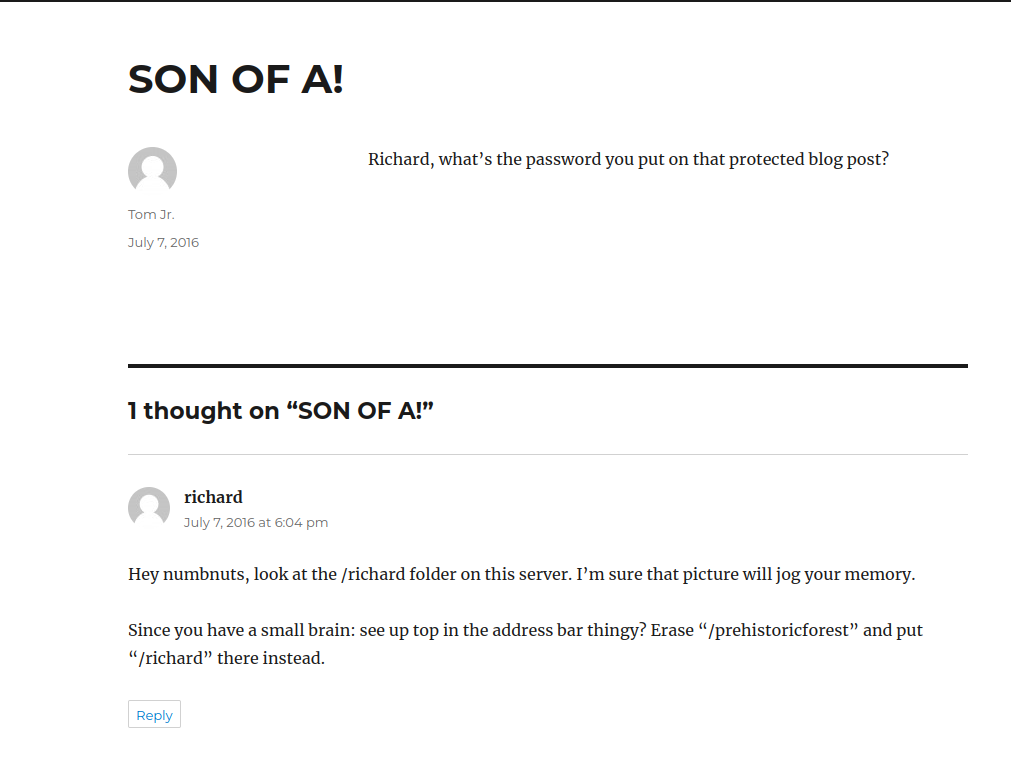 SON OF A!
Richard, what’s the password you put on that protected blog post?
Tom Jr.
July 7, 2016
1 thought on “SON OF A!”
richard
July 7, 2016 at 6:04 pm
Hey numbnuts, look at the /richard folder on this server. I’m sure that picture will jog your memory.
Since you have a small brain: see up top in the address bar thingy? Erase “/prehistoricforest” and put
“/richard” there instead.
Reply